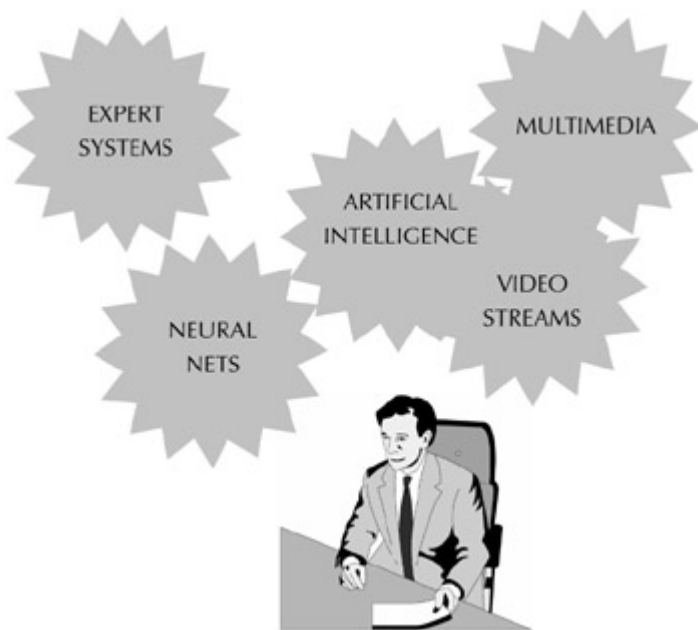 EXPERT
SYSTEMS
MULTIMEDIA
ARTIFICIAL
INTELLIGENCE
VIDEO
STREAMS
NEURAL
NETS